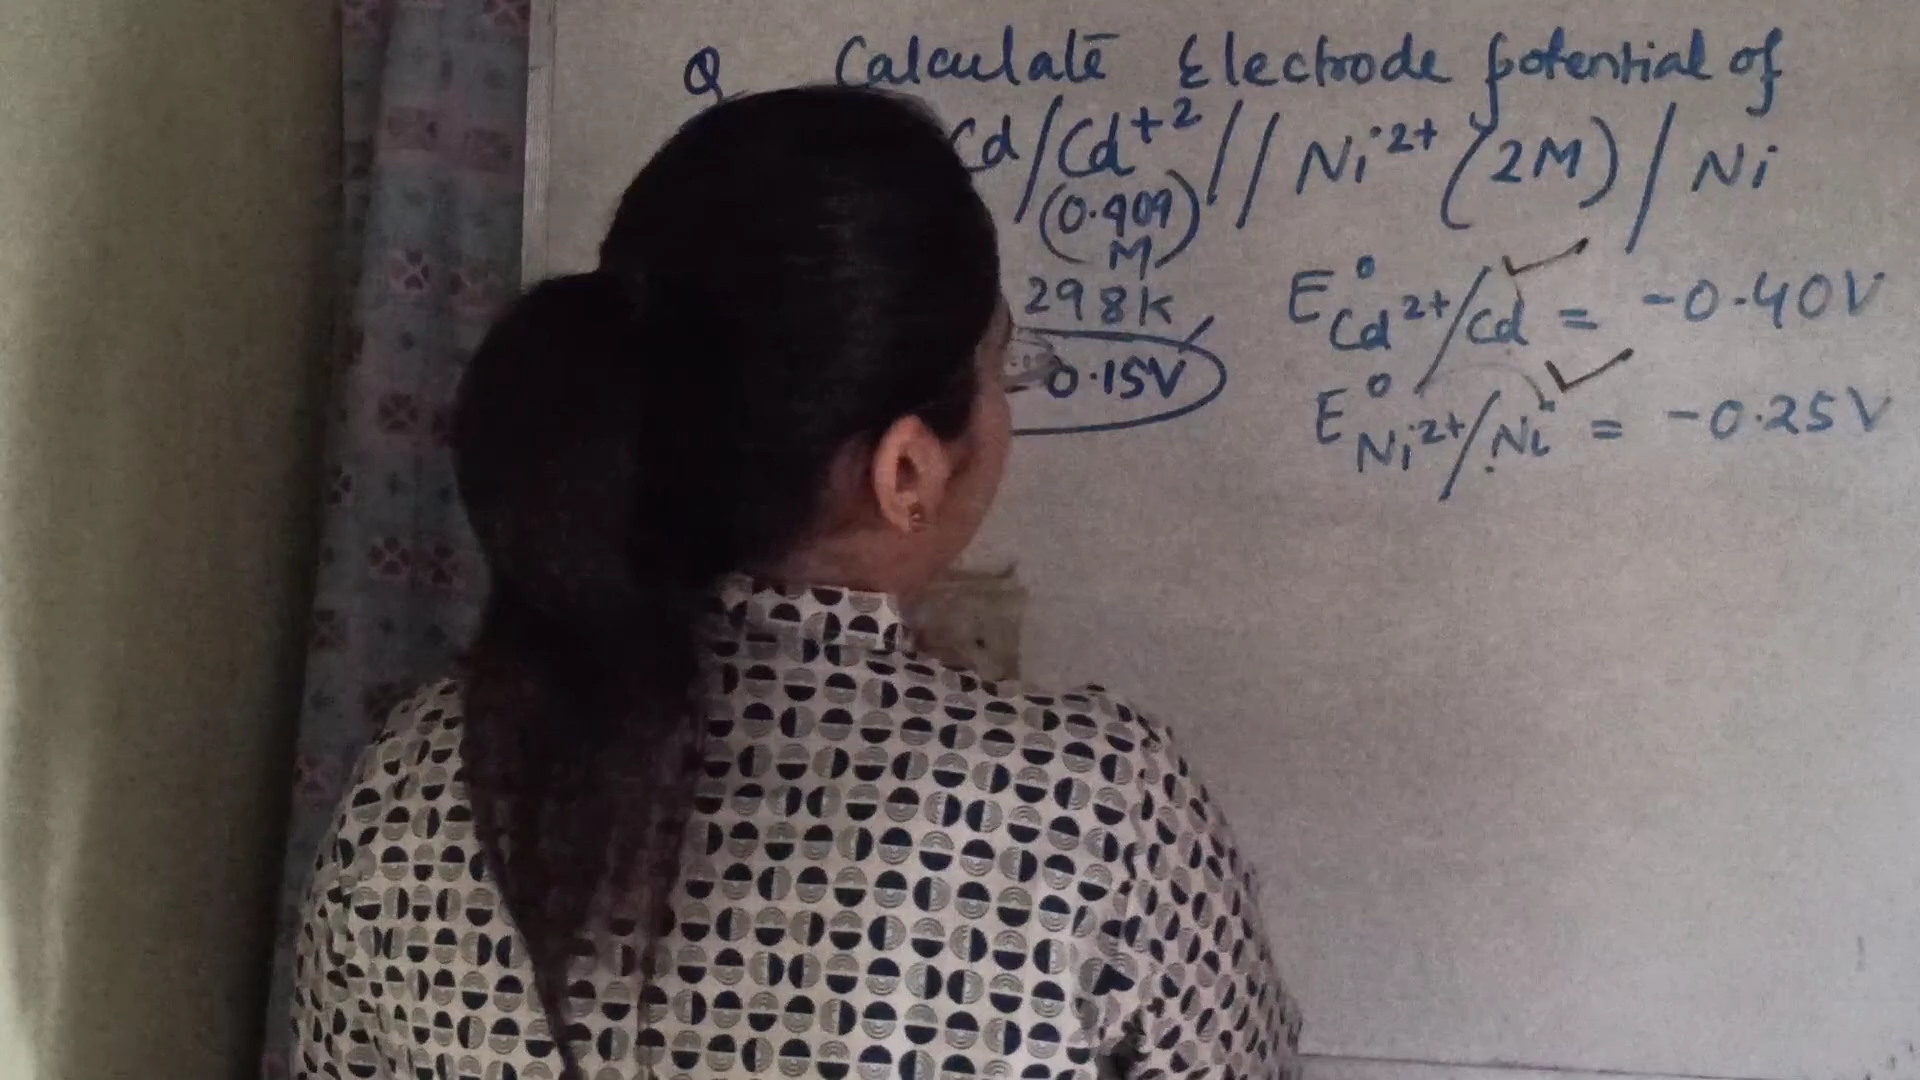 Q Calculate Electrode potential of
Cd/Cd+2//Ni2+(2M)/Ni
(0.909
M)
298K
E°Cd2+/Cd = -0.40V
0.15V
E°Ni2+/Ni = -0.25V